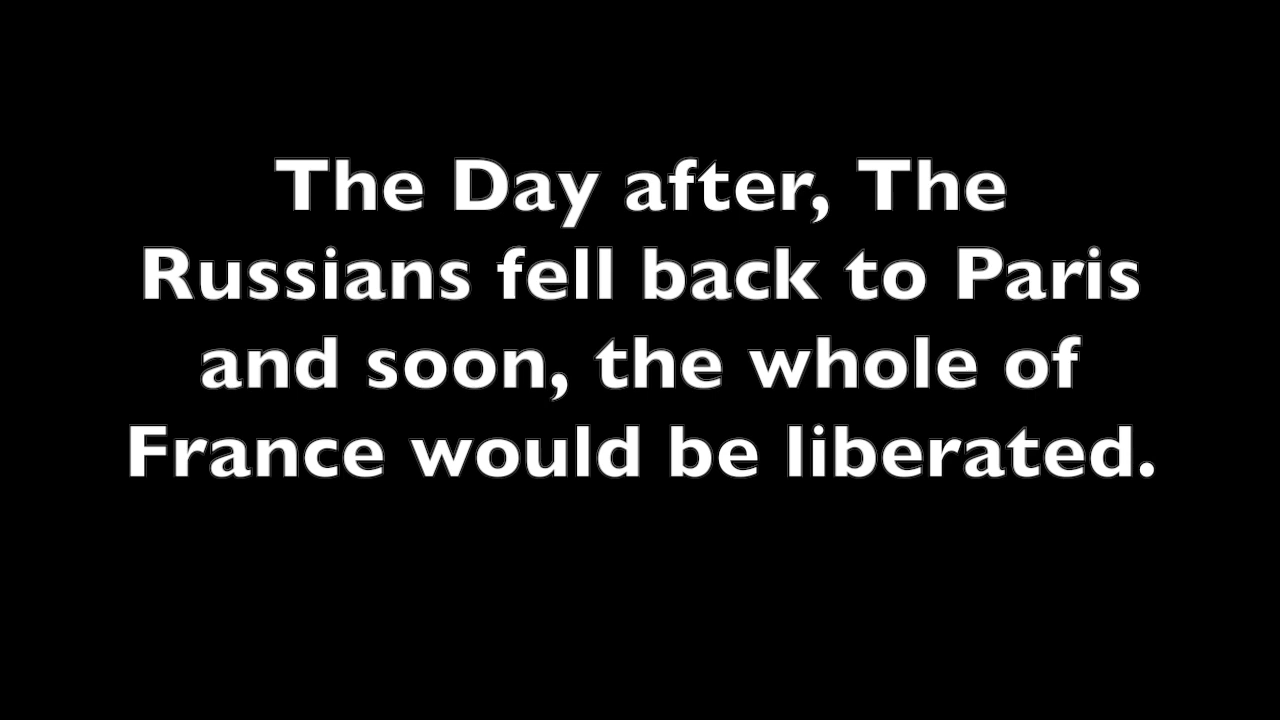 The Day after, The
Russians fell back to Paris
and soon, the whole of
France would be liberated.